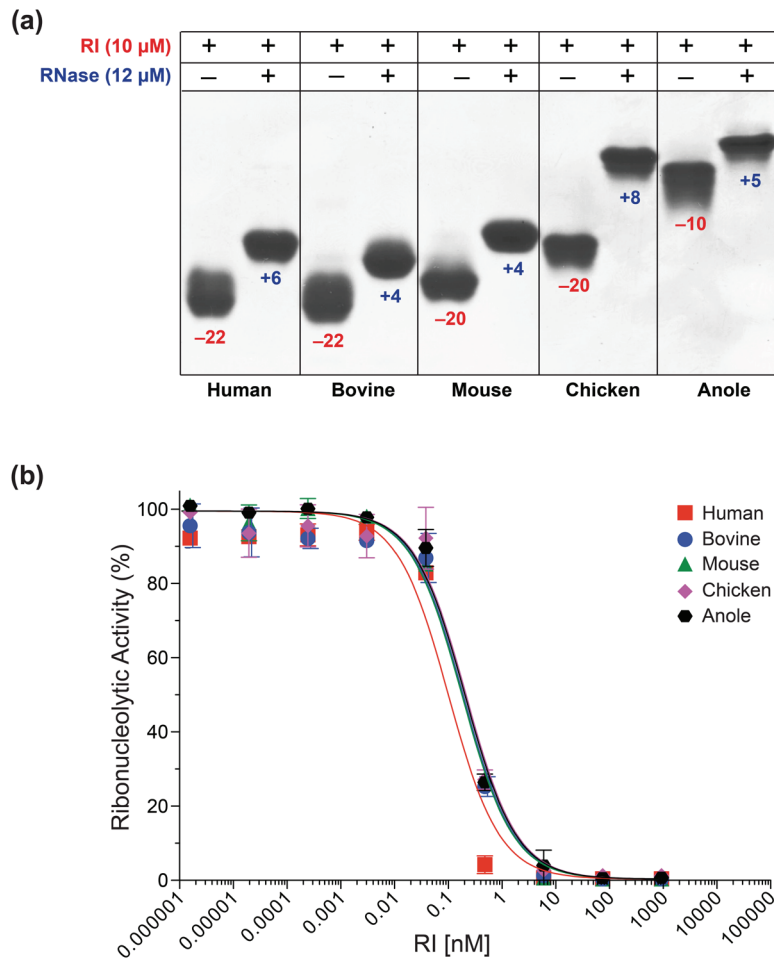 (a)
RI (10 µM) + + + + + + + + + +
RNase (12 µM) – + – + – + – + – +
+8
+5
–10
+6
+4
+4
–20
–20
–22
–22
Human Bovine Mouse Chicken Anole
(b)
Ribonucleolytic Activity (%)
100
80
60
40
20
0
Human
Bovine
Mouse
Chicken
Anole
0.000001 0.00001 0.0001 0.001 0.01 0.1 1 10 100 1000 10000 100000
RI [nM]